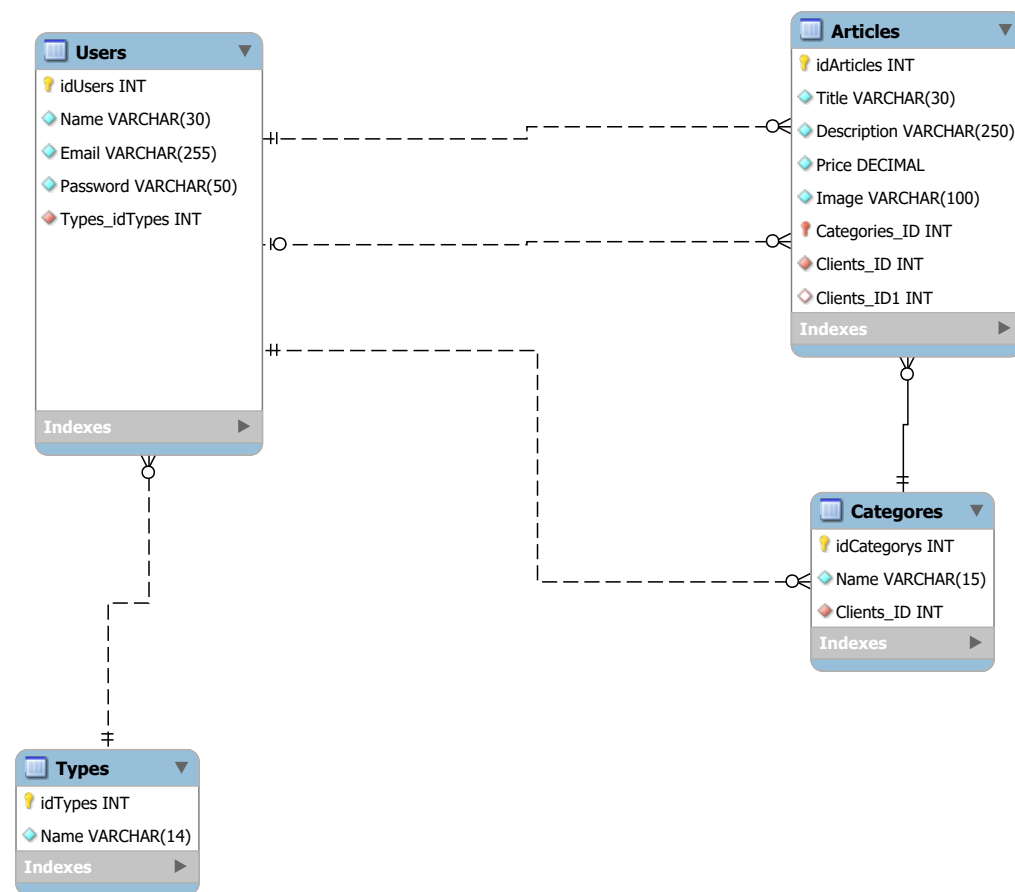 Users
idUsers INT
Name VARCHAR(30)
Email VARCHAR(255)
Password VARCHAR(50)
Types_idTypes INT
Indexes
Articles
idArticles INT
Title VARCHAR(30)
Description VARCHAR(250)
Price DECIMAL
Image VARCHAR(100)
Categories_ID INT
Clients_ID INT
Clients_ID1 INT
Indexes
Categores
idCategorys INT
Name VARCHAR(15)
Clients_ID INT
Indexes
Types
idTypes INT
Name VARCHAR(14)
Indexes